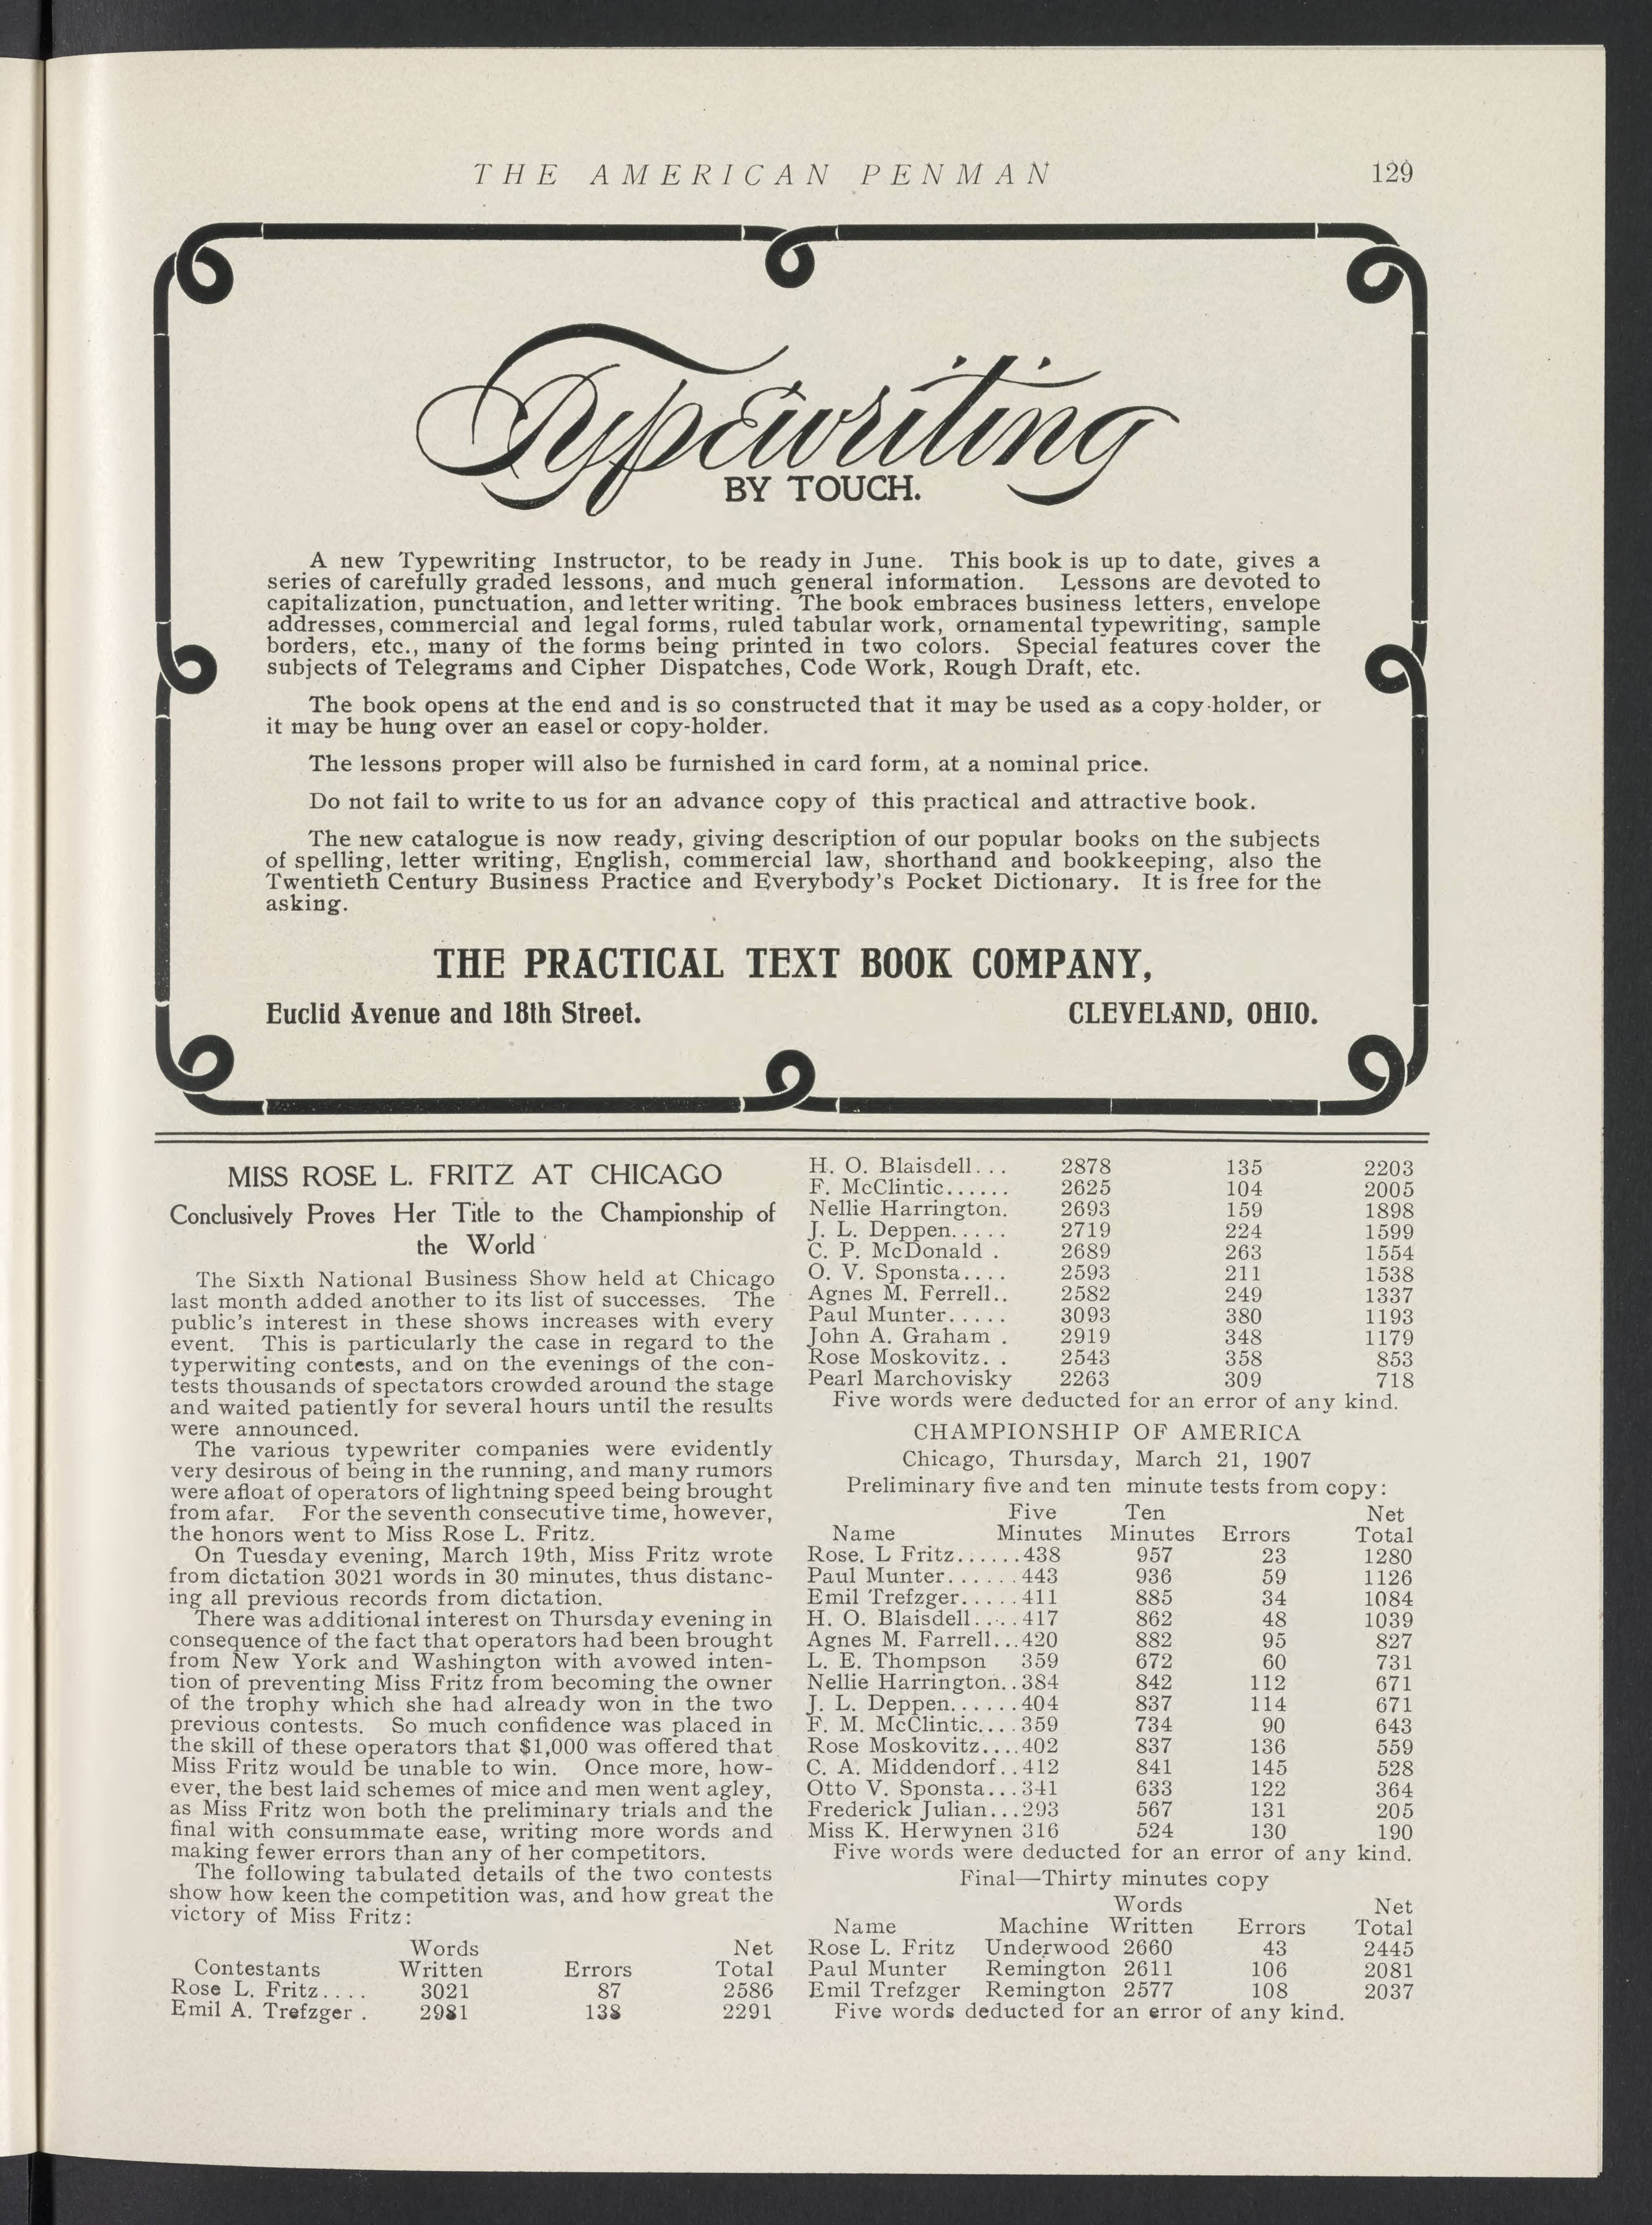 THE AMERICAN PENMAN 129
Typewriting
BY TOUCH.
A new Typewriting Instructor, to be ready in June. This book is up to date, gives a
series of carefully graded lessons, and much general information. Lessons are devoted to
capitalization, punctuation, and letter writing. The book embraces business letters, envelope
addresses, commercial and legal forms, ruled tabular work, ornamental typewriting, sample
borders, etc., many of the forms being printed in two colors. Special features cover the
subjects of Telegrams and Cipher Dispatches, Code Work, Rough Draft, etc.
The book opens at the end and is so constructed that it may be used as a copy-holder, or
it may be hung over an easel or copy-holder.
The lessons proper will also be furnished in card form, at a nominal price.
Do not fail to write to us for an advance copy of this practical and attractive book.
The new catalogue is now ready, giving description of our popular books on the subjects
of spelling, letter writing, English, commercial law, shorthand and bookkeeping, also the
Twentieth Century Business Practice and Everybody's Pocket Dictionary. It is free for the
asking.
THE PRACTICAL TEXT BOOK COMPANY,
Euclid Avenue and 18th Street. CLEVELAND, OHIO.
MISS ROSE L. FRITZ AT CHICAGO
Conclusively Proves Her Title to the Championship of
the World
The Sixth National Business Show held at Chicago
last month added another to its list of successes. The
public's interest in these shows increases with every
event. This is particularly the case in regard to the
typerwiting contests, and on the evenings of the con-
tests thousands of spectators crowded around the stage
and waited patiently for several hours until the results
were announced.
The various typewriter companies were evidently
very desirous of being in the running, and many rumors
were afloat of operators of lightning speed being brought
from afar. For the seventh consecutive time, however,
the honors went to Miss Rose L. Fritz.
On Tuesday evening, March 19th, Miss Fritz wrote
from dictation 3021 words in 30 minutes, thus distanc-
ing all previous records from dictation.
There was additional interest on Thursday evening in
consequence of the fact that operators had been brought
from New York and Washington with avowed inten-
tion of preventing Miss Fritz from becoming the owner
of the trophy which she had already won in the two
previous contests. So much confidence was placed in
the skill of these operators that $1,000 was offered that
Miss Fritz would be unable to win. Once more, how-
ever, the best laid schemes of mice and men went agley,
as Miss Fritz won both the preliminary trials and the
final with consummate ease, writing more words and
making fewer errors than any of her competitors.
The following tabulated details of the two contests
show how keen the competition was, and how great the
victory of Miss Fritz:
Words Net
Contestants Written Errors Total
Rose L. Fritz.... 3021 87 2586
Emil A. Trefzger . 2981 138 2291
H. O. Blaisdell... 2878 135 2203
F. McClintic...... 2625 104 2005
Nellie Harrington. 2693 159 1898
J. L. Deppen..... 2719 224 1599
C. P. McDonald . 2689 263 1554
O. V. Sponsta.... 2593 211 1538
Agnes M. Ferrell.. 2582 249 1337
Paul Munter..... 3093 380 1193
John A. Graham . 2919 348 1179
Rose Moskovitz. . 2543 358 853
Pearl Marchovisky 2263 309 718
Five words were deducted for an error of any kind.
CHAMPIONSHIP OF AMERICA
Chicago, Thursday, March 21, 1907
Preliminary five and ten minute tests from copy:
Five Ten Net
Name Minutes Minutes Errors Total
Rose. L Fritz......438 957 23 1280
Paul Munter......443 936 59 1126
Emil Trefzger.....411 885 34 1084
H. O. Blaisdell.....417 862 48 1039
Agnes M. Farrell...420 882 95 827
L. E. Thompson 359 672 60 731
Nellie Harrington..384 842 112 671
J. L. Deppen......404 837 114 671
F. M. McClintic....359 734 90 643
Rose Moskovitz....402 837 136 559
C. A. Middendorf..412 841 145 528
Otto V. Sponsta...341 633 122 364
Frederick Julian...293 567 131 205
Miss K. Herwynen 316 524 130 190
Five words were deducted for an error of any kind.
Final—Thirty minutes copy
Words Net
Name Machine Written Errors Total
Rose L. Fritz Underwood 2660 43 2445
Paul Munter Remington 2611 106 2081
Emil Trefzger Remington 2577 108 2037
Five words deducted for an error of any kind.